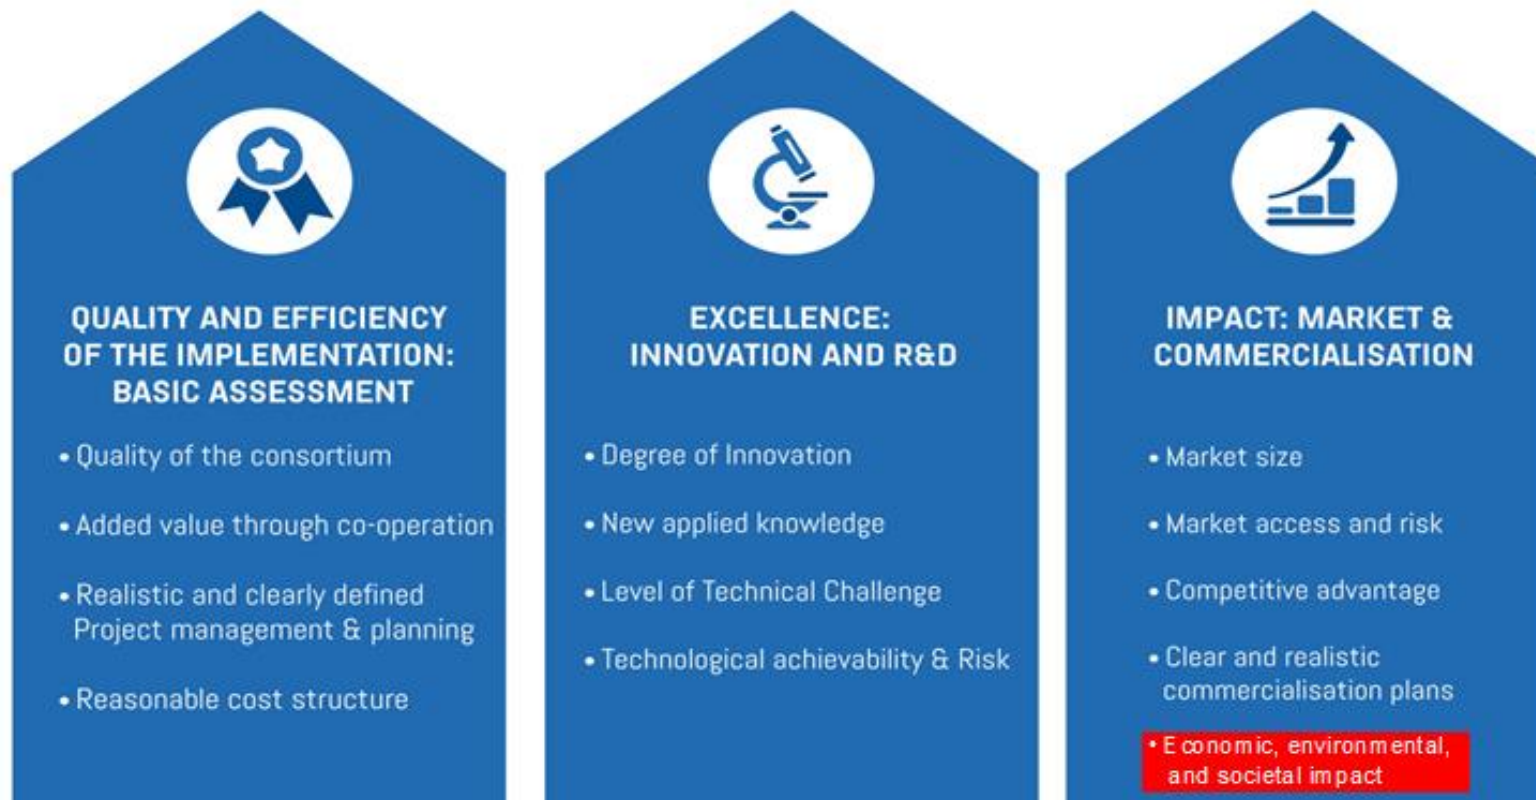 QUALITY AND EFFICIENCY
OF THE IMPLEMENTATION:
BASIC ASSESSMENT
• Quality of the consortium
• Added value through co-operation
• Realistic and clearly defined
Project management & planning
• Reasonable cost structure
EXCELLENCE:
INNOVATION AND R&D
• Degree of Innovation
• New applied knowledge
• Level of Technical Challenge
• Technological achievability & Risk
IMPACT: MARKET &
COMMERCIALISATION
• Market size
• Market access and risk
• Competitive advantage
• Clear and realistic
commercialisation plans
• Economic, environmental,
and societal impact